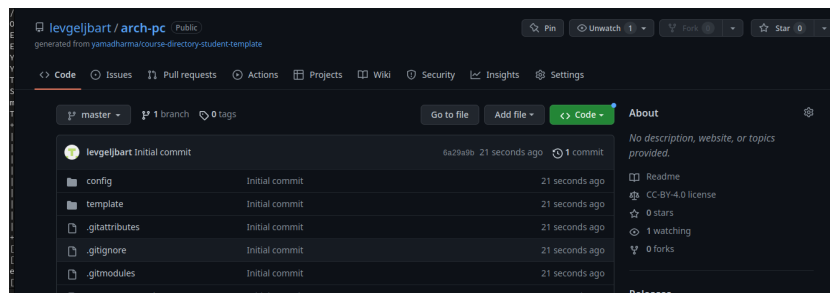 levgeljbart / arch-pc Public
Pin Unwatch 1 Fork 0 Star 0
generated from yamadharma/course-directory-student-template
<> Code Issues Pull requests Actions Projects Wiki Security Insights Settings
master 1 branch 0 tags Go to file Add file <> Code
About
No description, website, or topics
provided.
levgeljbart Initial commit 6a29a9b 21 seconds ago 1 commit
config Initial commit 21 seconds ago
template Initial commit 21 seconds ago
.gitattributes Initial commit 21 seconds ago
.gitignore Initial commit 21 seconds ago
.gitmodules Initial commit 21 seconds ago
Readme
CC-BY-4.0 license
0 stars
1 watching
0 forks